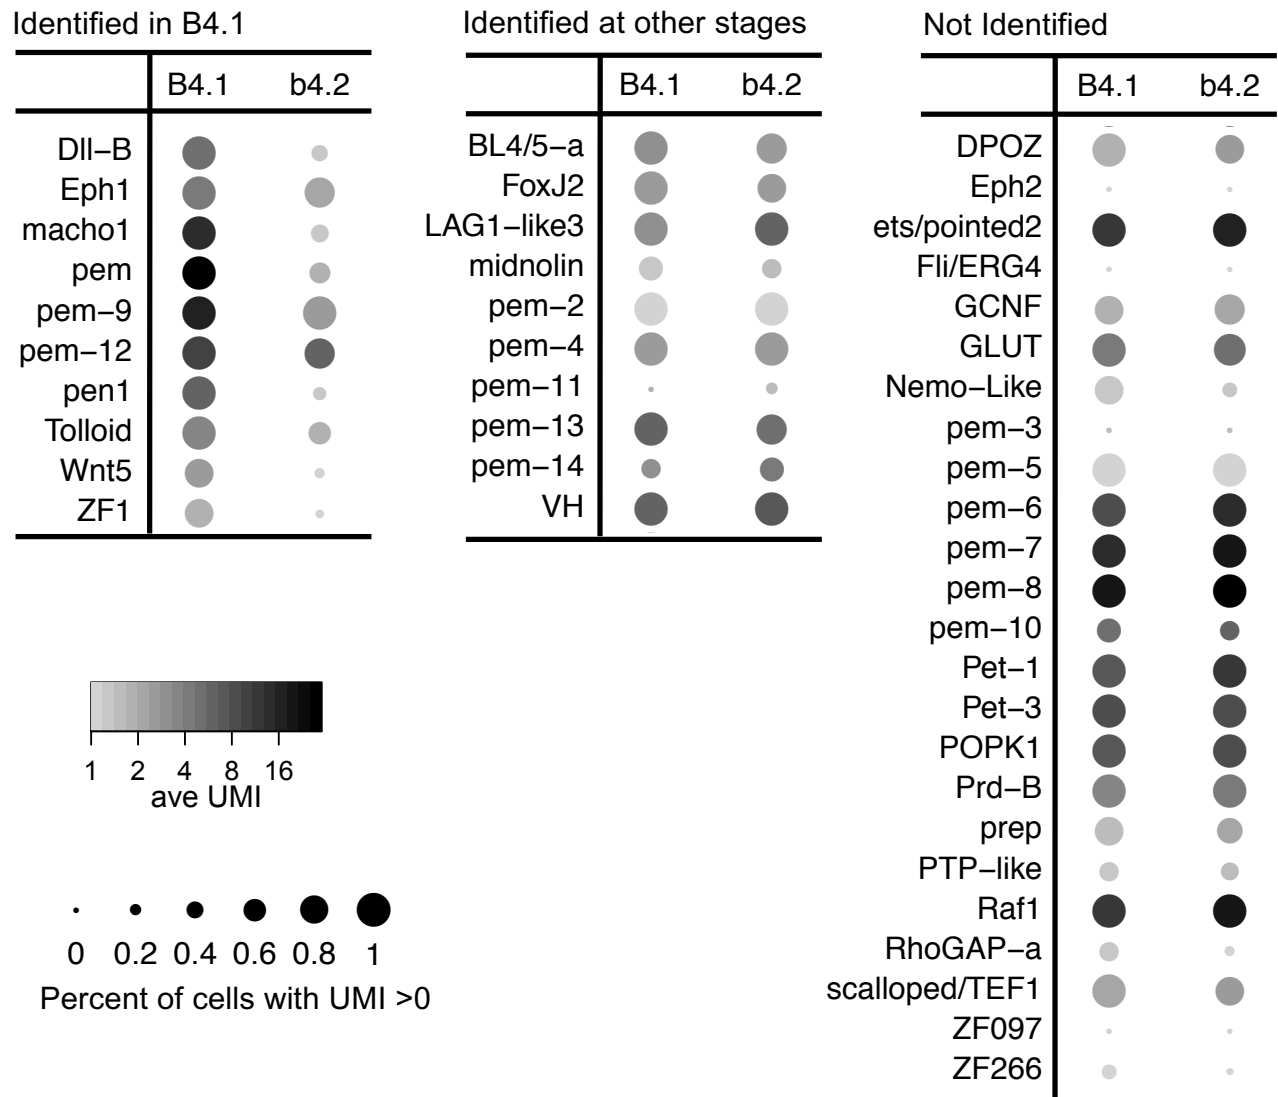 Identified in B4.1
B4.1 b4.2
Dll−B
Eph1
macho1
pem
pem−9
pem−12
pen1
Tolloid
Wnt5
ZF1
Identified at other stages
B4.1 b4.2
BL4/5−a
FoxJ2
LAG1−like3
midnolin
pem−2
pem−4
pem−11
pem−13
pem−14
VH
Not Identified
B4.1 b4.2
DPOZ
Eph2
ets/pointed2
Fli/ERG4
GCNF
GLUT
Nemo−Like
pem−3
pem−5
pem−6
pem−7
pem−8
pem−10
Pet−1
Pet−3
POPK1
Prd−B
prep
PTP−like
Raf1
RhoGAP−a
scalloped/TEF1
ZF097
ZF266
1 2 4 8 16
ave UMI
0 0.2 0.4 0.6 0.8 1
Percent of cells with UMI >0